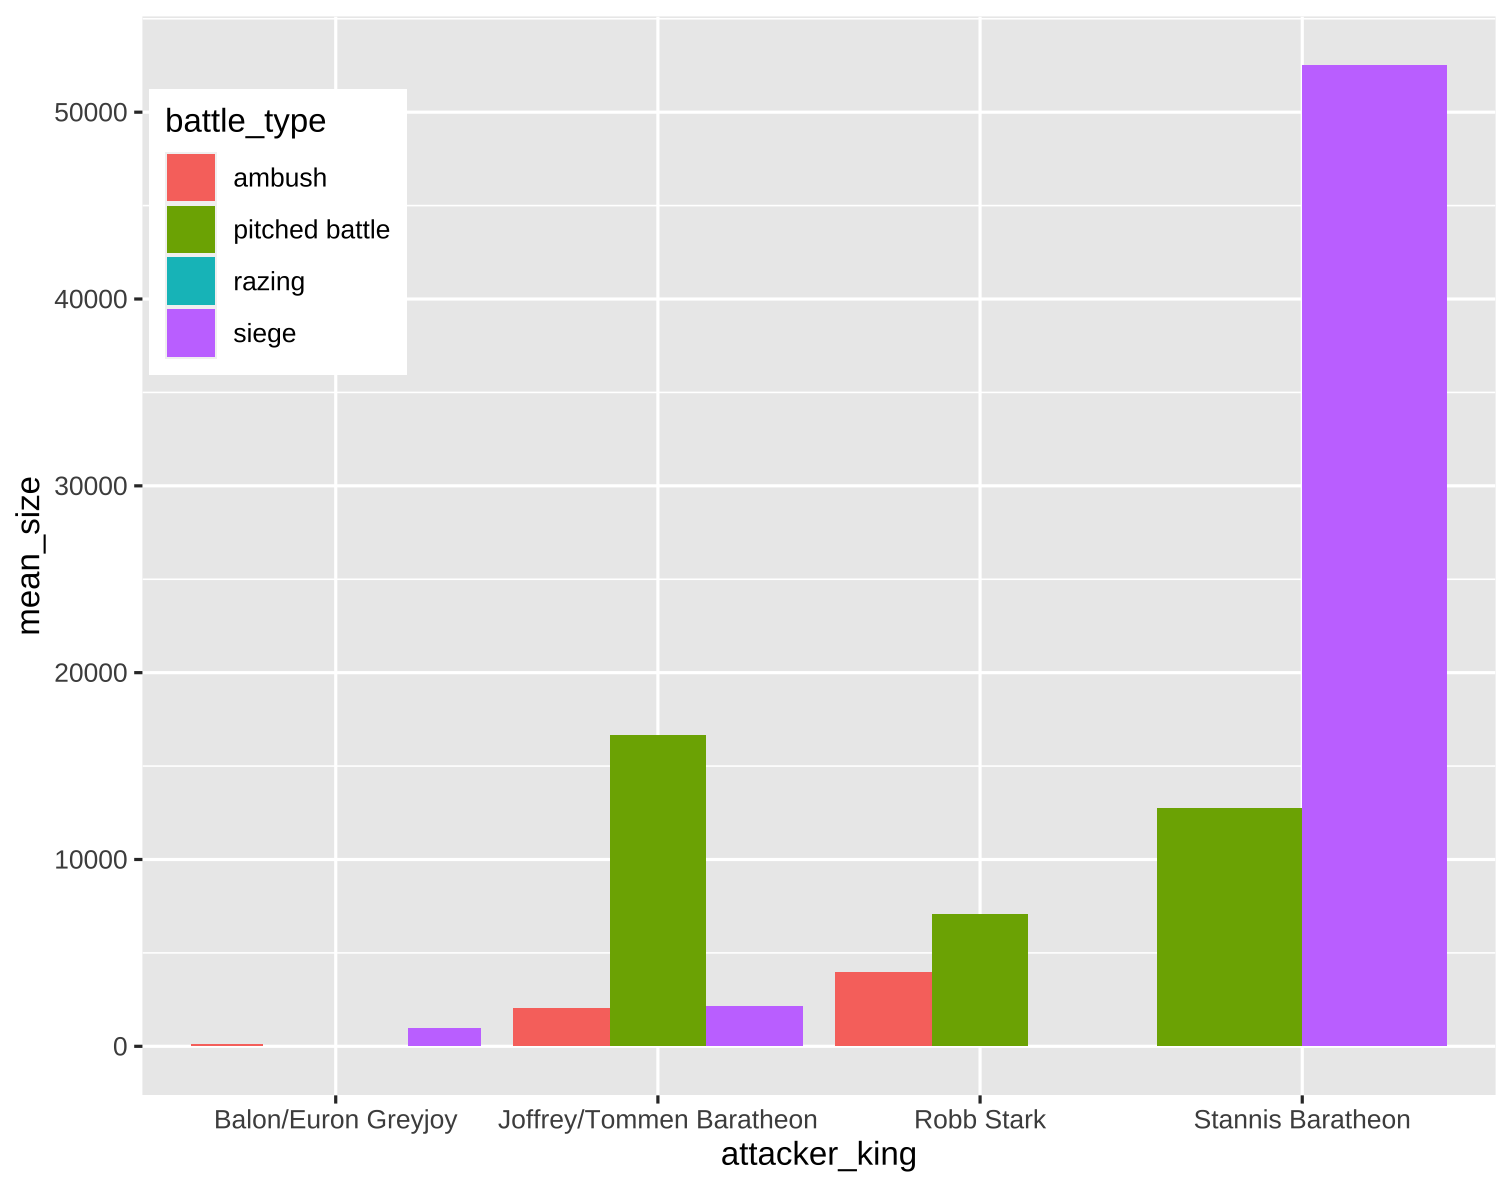 battle_type
ambush
pitched battle
razing
siege
50000
40000
30000
20000
10000
0
mean_size
Balon/Euron Greyjoy
Joffrey/Tommen Baratheon
Robb Stark
Stannis Baratheon
attacker_king